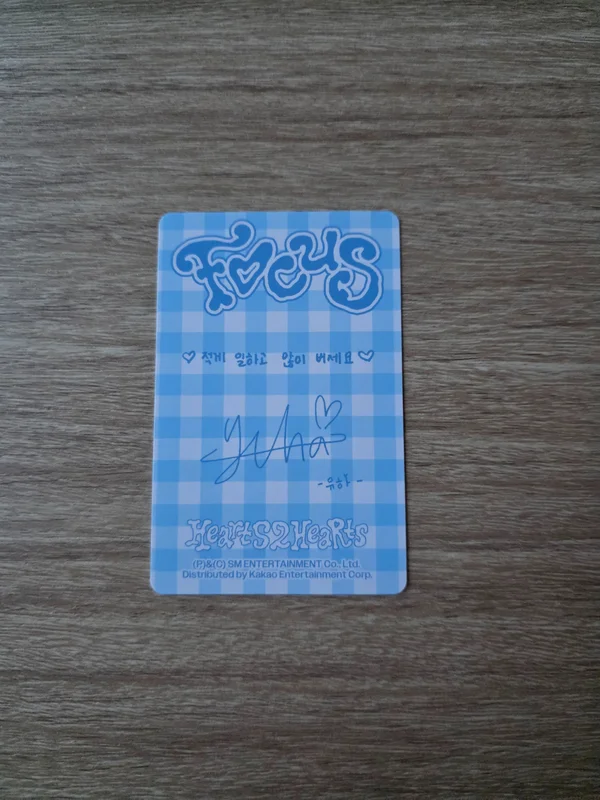 Focus
♡ 적게 일하고 많이 버세요 ♡
yuha♡
-유하-
Hearts2Hearts
(P)&(C) SM ENTERTAINMENT Co., Ltd.
Distributed by Kakao Entertainment Corp.